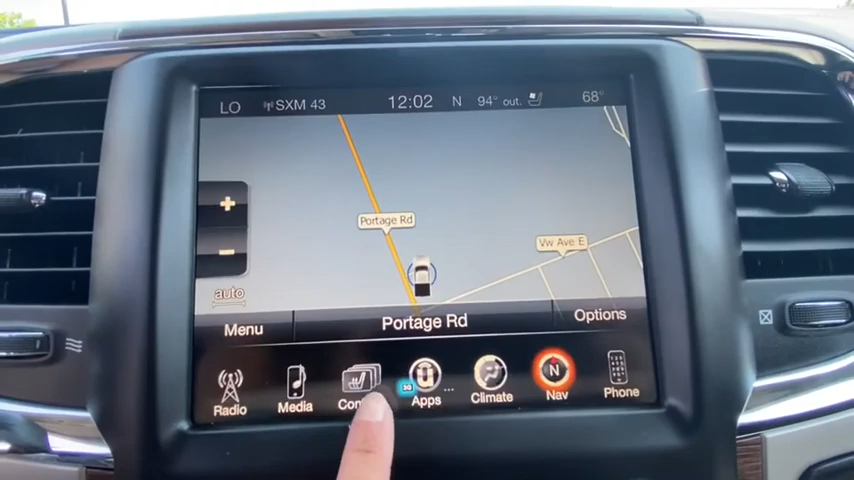 LO SXM 43 12:02 N 94° out. 68°
Portage Rd
Vw Ave E
auto
Menu Portage Rd Options
Radio Media 3G Apps Climate N Nav Phone